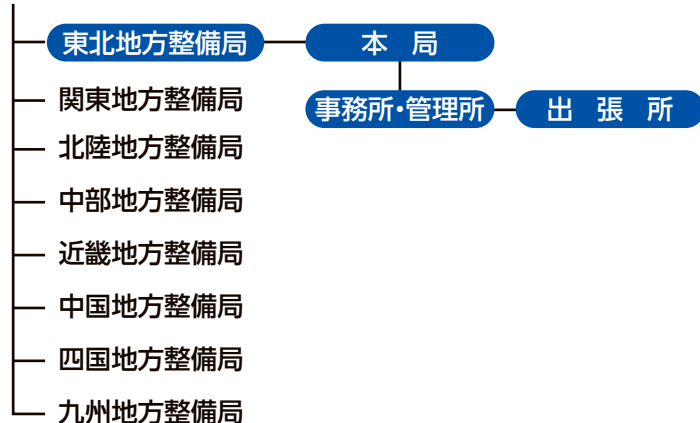 東北地方整備局
本 局
関東地方整備局
事務所・管理所
出 張 所
北陸地方整備局
中部地方整備局
近畿地方整備局
中国地方整備局
四国地方整備局
九州地方整備局